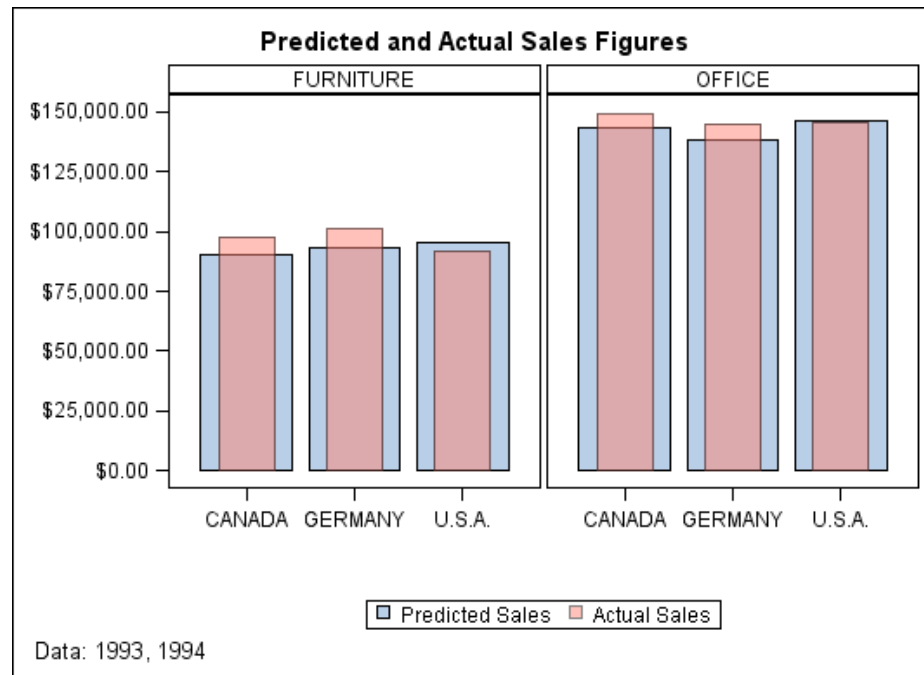 Predicted and Actual Sales Figures
FURNITURE OFFICE
$150,000.00
$125,000.00
$100,000.00
$75,000.00
$50,000.00
$25,000.00
$0.00
CANADA GERMANY U.S.A. CANADA GERMANY U.S.A.
Predicted Sales Actual Sales
Data: 1993, 1994